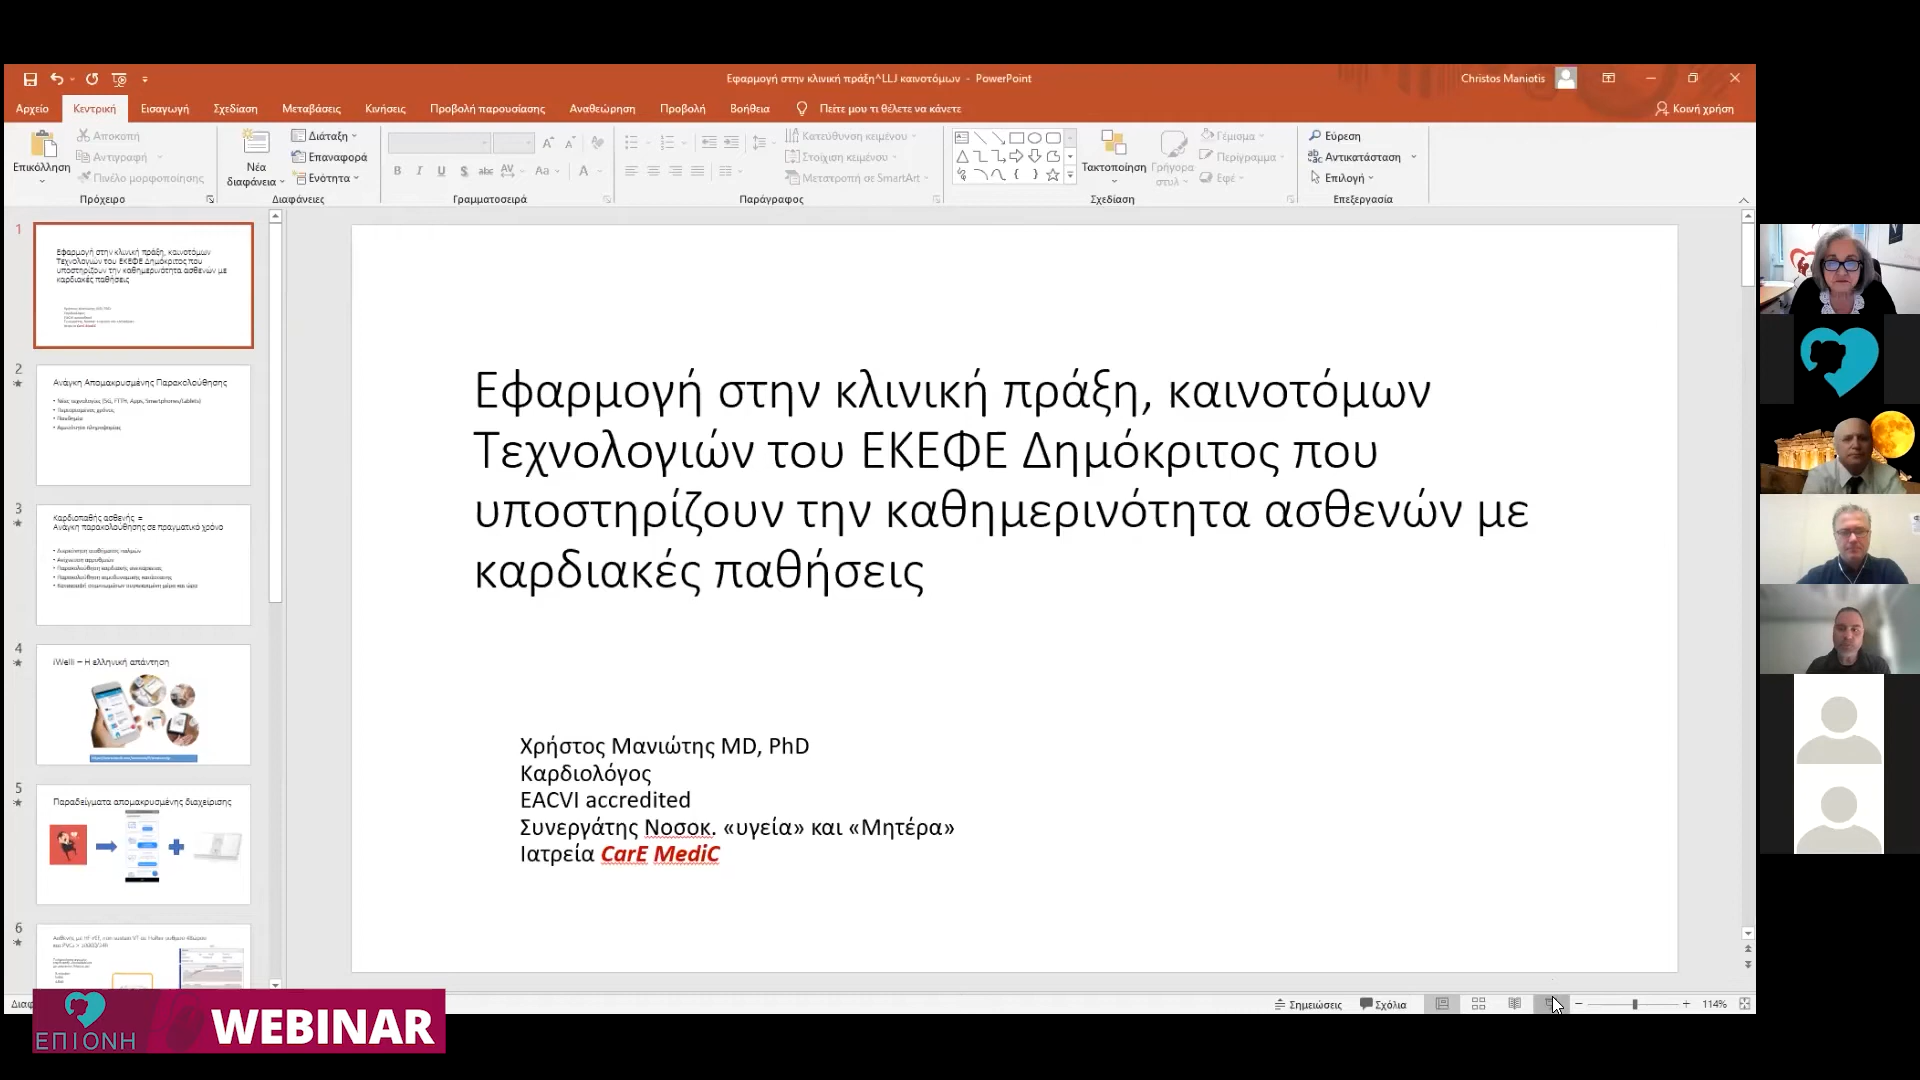 Εφαρμογή στην κλινική πράξη^LLJ καινοτόμων - PowerPoint
Christos Maniotis
Αρχείο
Κεντρική
Εισαγωγή
Σχεδίαση
Μεταβάσεις
Κινήσεις
Προβολή παρουσίασης
Αναθεώρηση
Προβολή
Βοήθεια
Πείτε μου τι θέλετε να κάνετε
Κοινή χρήση
Επικόλληση
Αποκοπή
Αντιγραφή
Πινέλο μορφοποίησης
Πρόχειρο
Νέα
διαφάνεια
Διάταξη
Επαναφορά
Ενότητα
Διαφάνειες
Γραμματοσειρά
Κατεύθυνση κειμένου
Στοίχιση κειμένου
Μετατροπή σε SmartArt
Παράγραφος
Τακτοποίηση
Γρήγορα
στυλ
Γέμισμα
Περίγραμμα
Εφέ
Σχεδίαση
Εύρεση
Αντικατάσταση
Επιλογή
Επεξεργασία
1
Εφαρμογή στην κλινική πράξη, καινοτόμων
Τεχνολογιών του ΕΚΕΦΕ Δημόκριτος που
υποστηρίζουν την καθημερινότητα ασθενών με
καρδιακές παθήσεις
2
Ανάγκη Απομακρυσμένης Παρακολούθησης
• Νέες τεχνολογίες (5G, FTTH, Apps, Smartphones/tablets)
• Περιορισμένος χρόνος
• Πανδημία
• Αμεσότητα πληροφορίας
3
Καρδιοπαθής ασθενής =
Ανάγκη παρακολούθησης σε πραγματικό χρόνο
4
iWelli – Η ελληνική απάντηση
5
Παραδείγματα απομακρυσμένης διαχείρισης
6
Εφαρμογή στην κλινική πράξη, καινοτόμων
Τεχνολογιών του ΕΚΕΦΕ Δημόκριτος που
υποστηρίζουν την καθημερινότητα ασθενών με
καρδιακές παθήσεις
Χρήστος Μανιώτης MD, PhD
Καρδιολόγος
EACVI accredited
Συνεργάτης Νοσοκ. «υγεία» και «Μητέρα»
Ιατρεία CarE MediC
Σημειώσεις
Σχόλια
114%
ΕΠΙΟΝΗ
WEBINAR